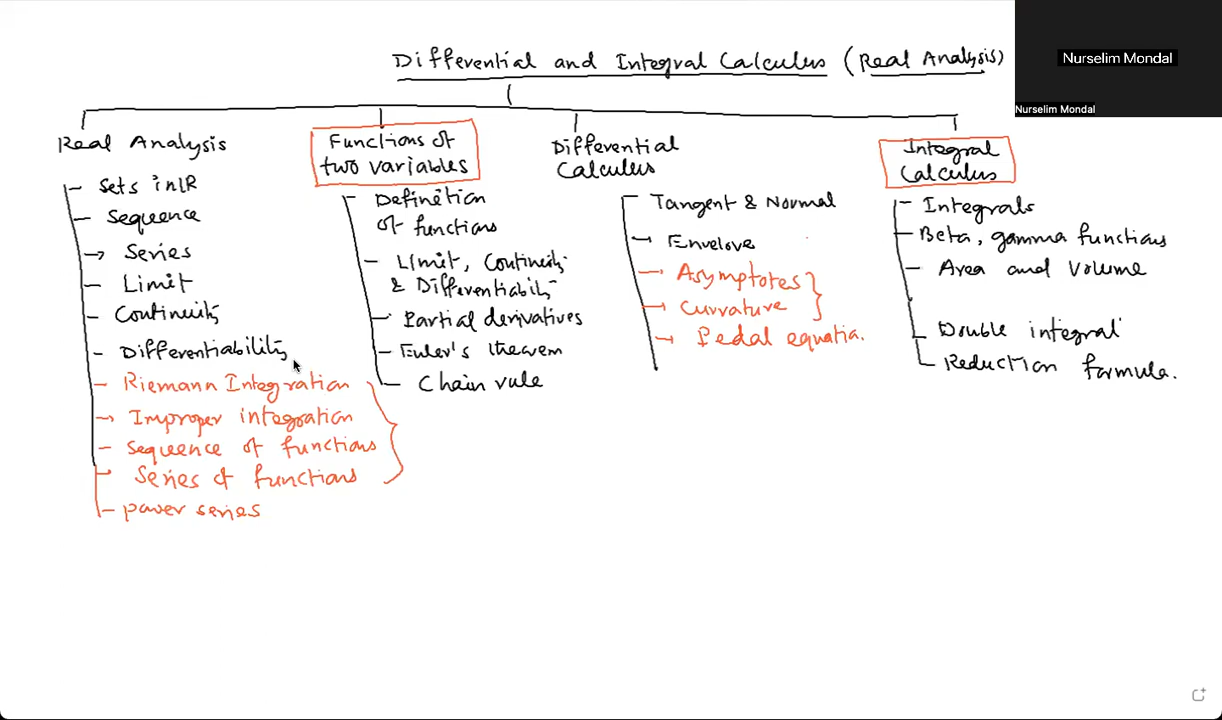 Differential and Integral Calculus (Real Analysis)
Nurselim Mondal
Nurselim Mondal
Real Analysis
- Sets in IR
- Sequence
→ Series
- Limit
- Continuity
- Differentiability
- Riemann Integration
→ Improper integration
- Sequence of functions
- Series of functions
- power series
Functions of
two variables
- Definition
of functions
- Limit, Continuity
& Differentiability
- Partial derivatives
- Euler's theorem
- Chain rule
Differential
Calculus
Tangent & Normal
→ Envelove
→ Asymptotes
→ Curvature
→ Pedal equatia.
Integral
Calculus
- Integrals
- Beta, gamma functions
- Area and Volume
- Double integral
- Reduction formula.